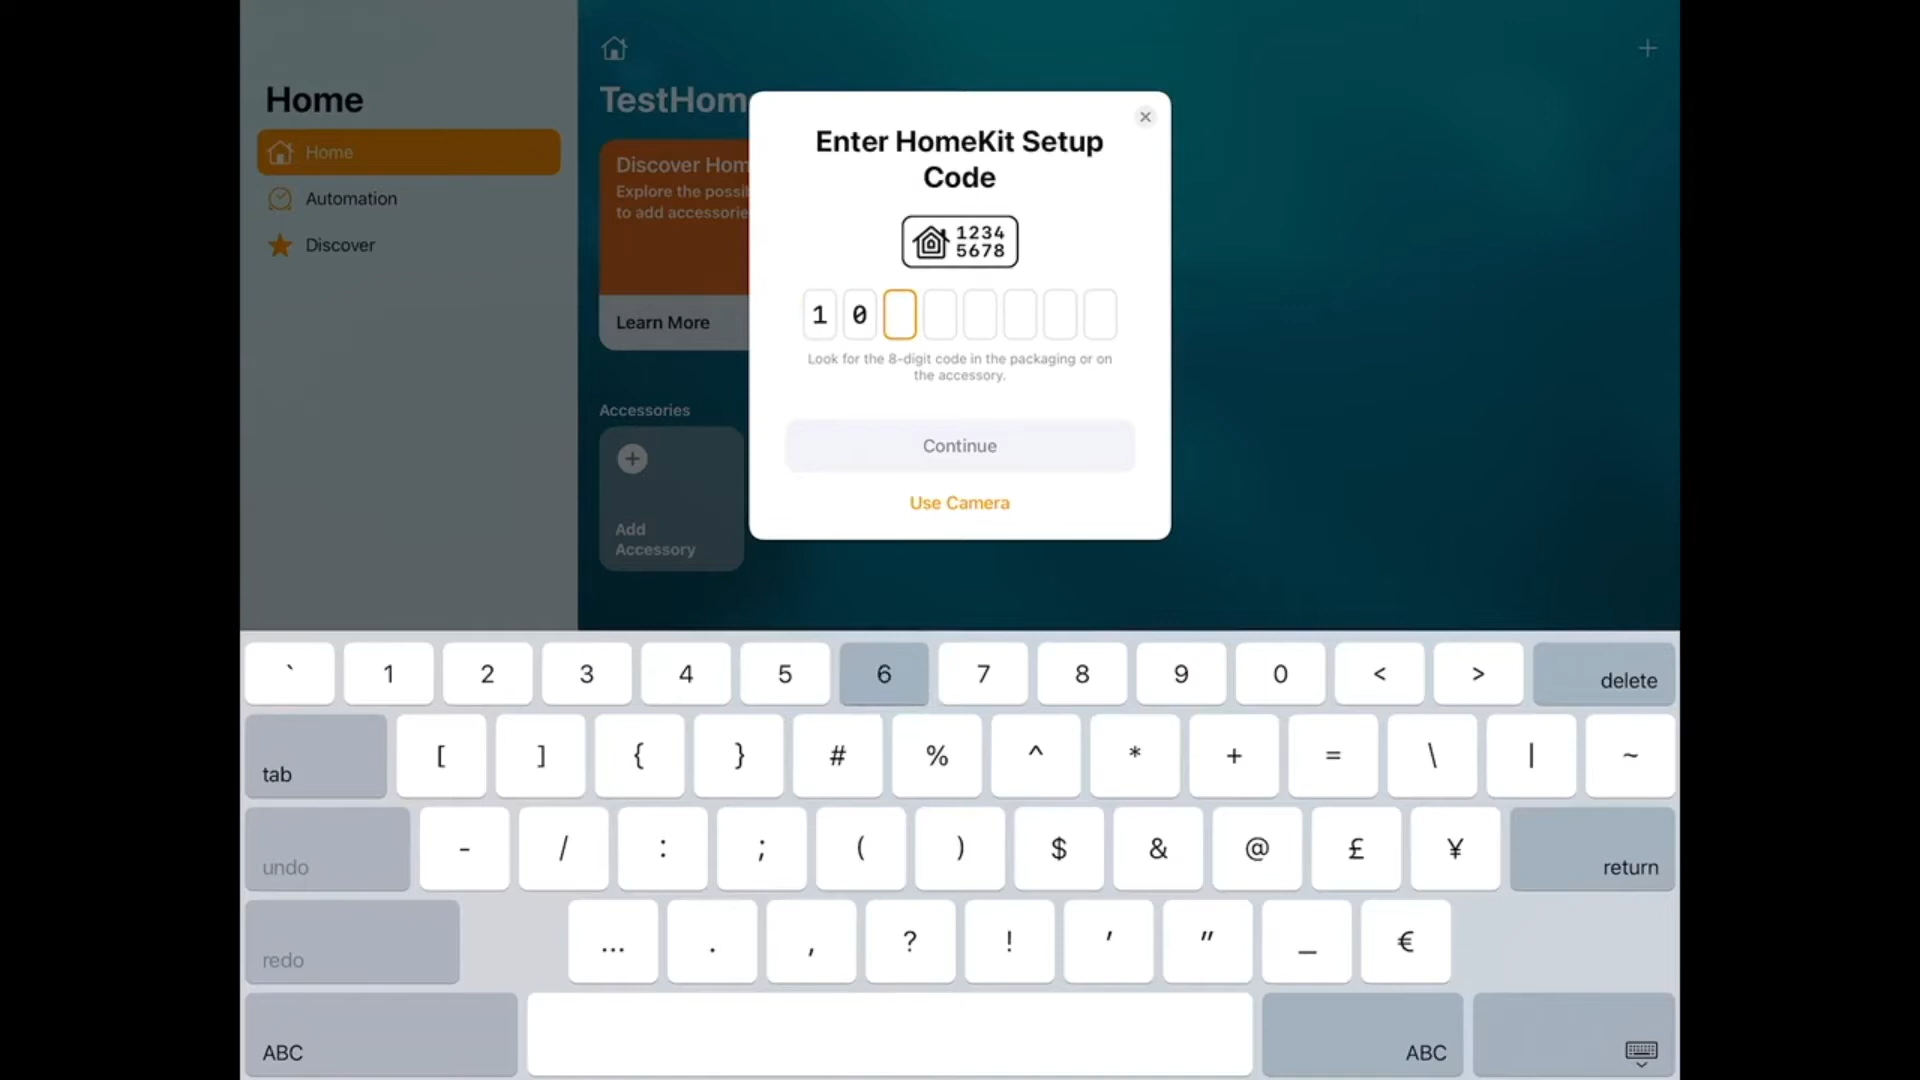 Home
Home
Automation
Discover
TestHom
Discover Hom
Explore the possi
to add accessorie
Learn More
Accessories
Add
Accessory
Enter HomeKit Setup
Code
1234
5678
1 0
Look for the 8-digit code in the packaging or on
the accessory.
Continue
Use Camera
` 1 2 3 4 5 6 7 8 9 0 < > delete
tab [ ] { } # % ^ * + = \ | ~
undo - / : ; ( ) $ & @ £ ¥ return
redo ... . , ? ! ' " _ €
ABC ABC